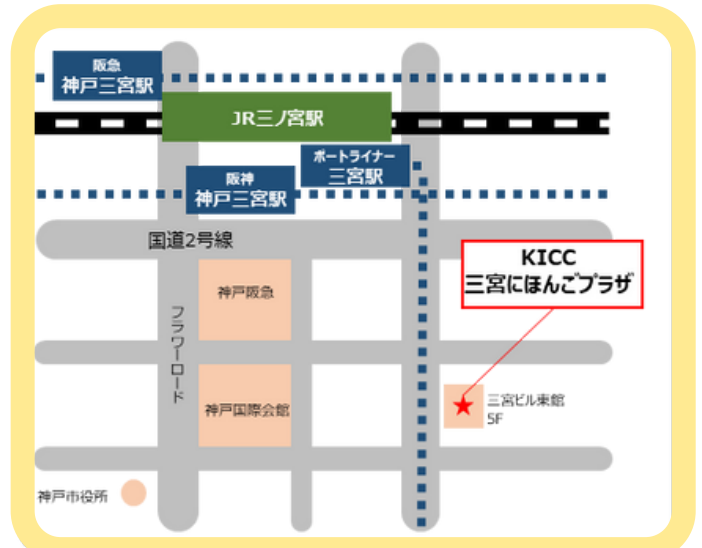 阪急
神戸三宮駅
JR三ノ宮駅
ポートライナー
三宮駅
阪神
神戸三宮駅
国道2号線
KICC
三宮にほんごプラザ
神戸阪急
フラワーロード
神戸国際会館
三宮ビル東館
5F
神戸市役所